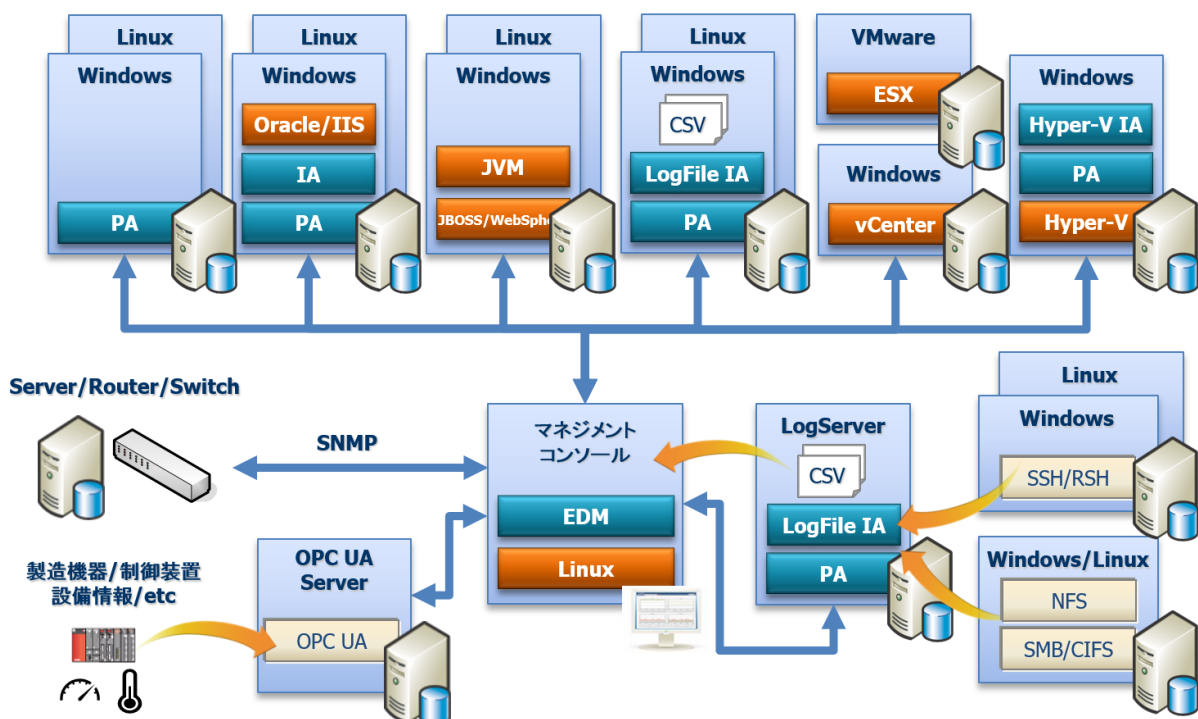 Linux
Windows
PA
Linux
Windows
Oracle/IIS
IA
PA
Linux
Windows
JVM
JBOSS/WebSphe
Linux
Windows
CSV
LogFile IA
PA
VMware
ESX
Windows
vCenter
Windows
Hyper-V IA
PA
Hyper-V
Server/Router/Switch
SNMP
マネジメント
コンソール
EDM
Linux
LogServer
CSV
LogFile IA
PA
Linux
Windows
SSH/RSH
Windows/Linux
NFS
SMB/CIFS
製造機器/制御装置
設備情報/etc
OPC UA
Server
OPC UA